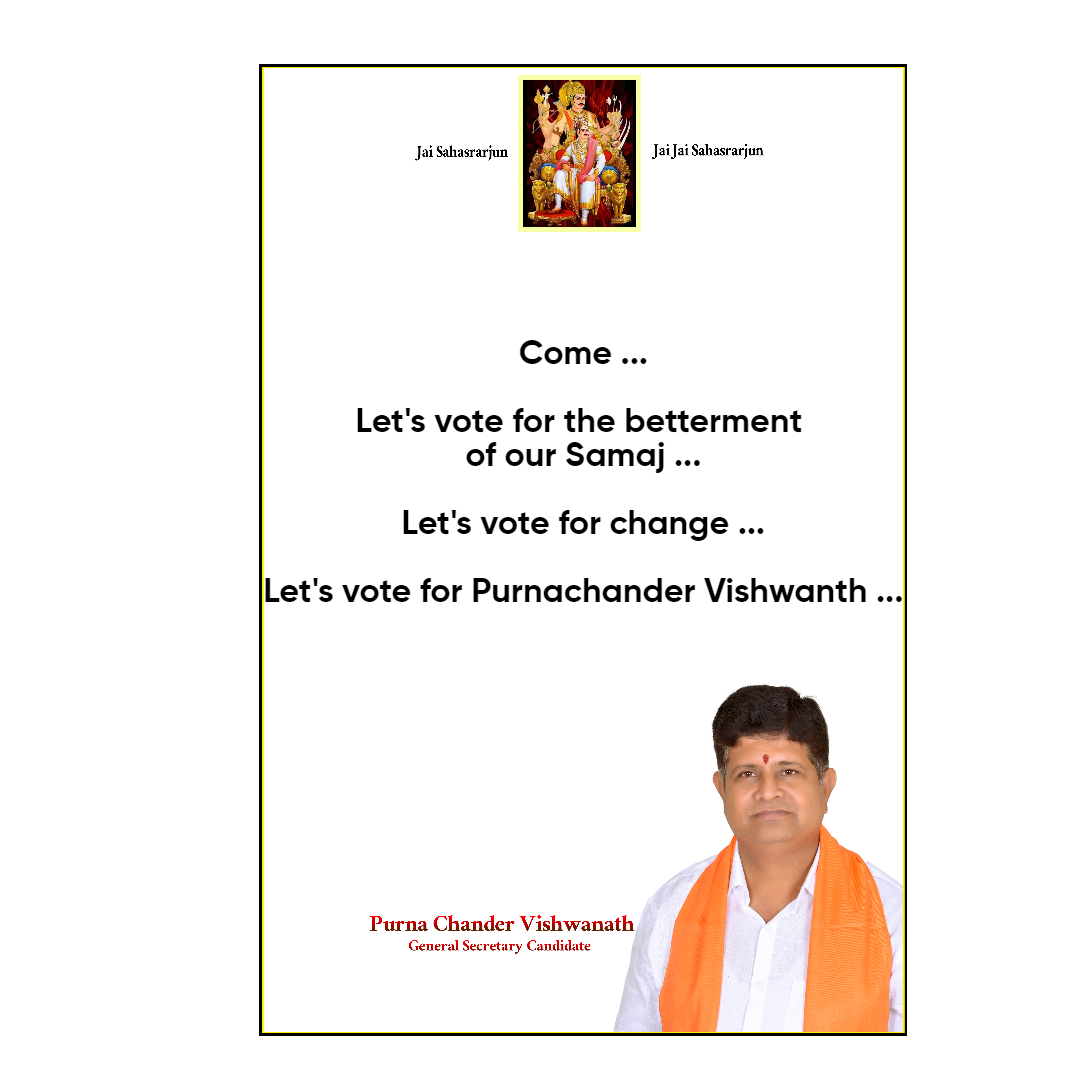 Jai Sahasrarjun
Jai Jai Sahasrarjun
Come ...
Let's vote for the betterment
of our Samaj ...
Let's vote for change ...
Let's vote for Purnachander Vishwanth ...
Purna Chander Vishwanath
General Secretary Candidate